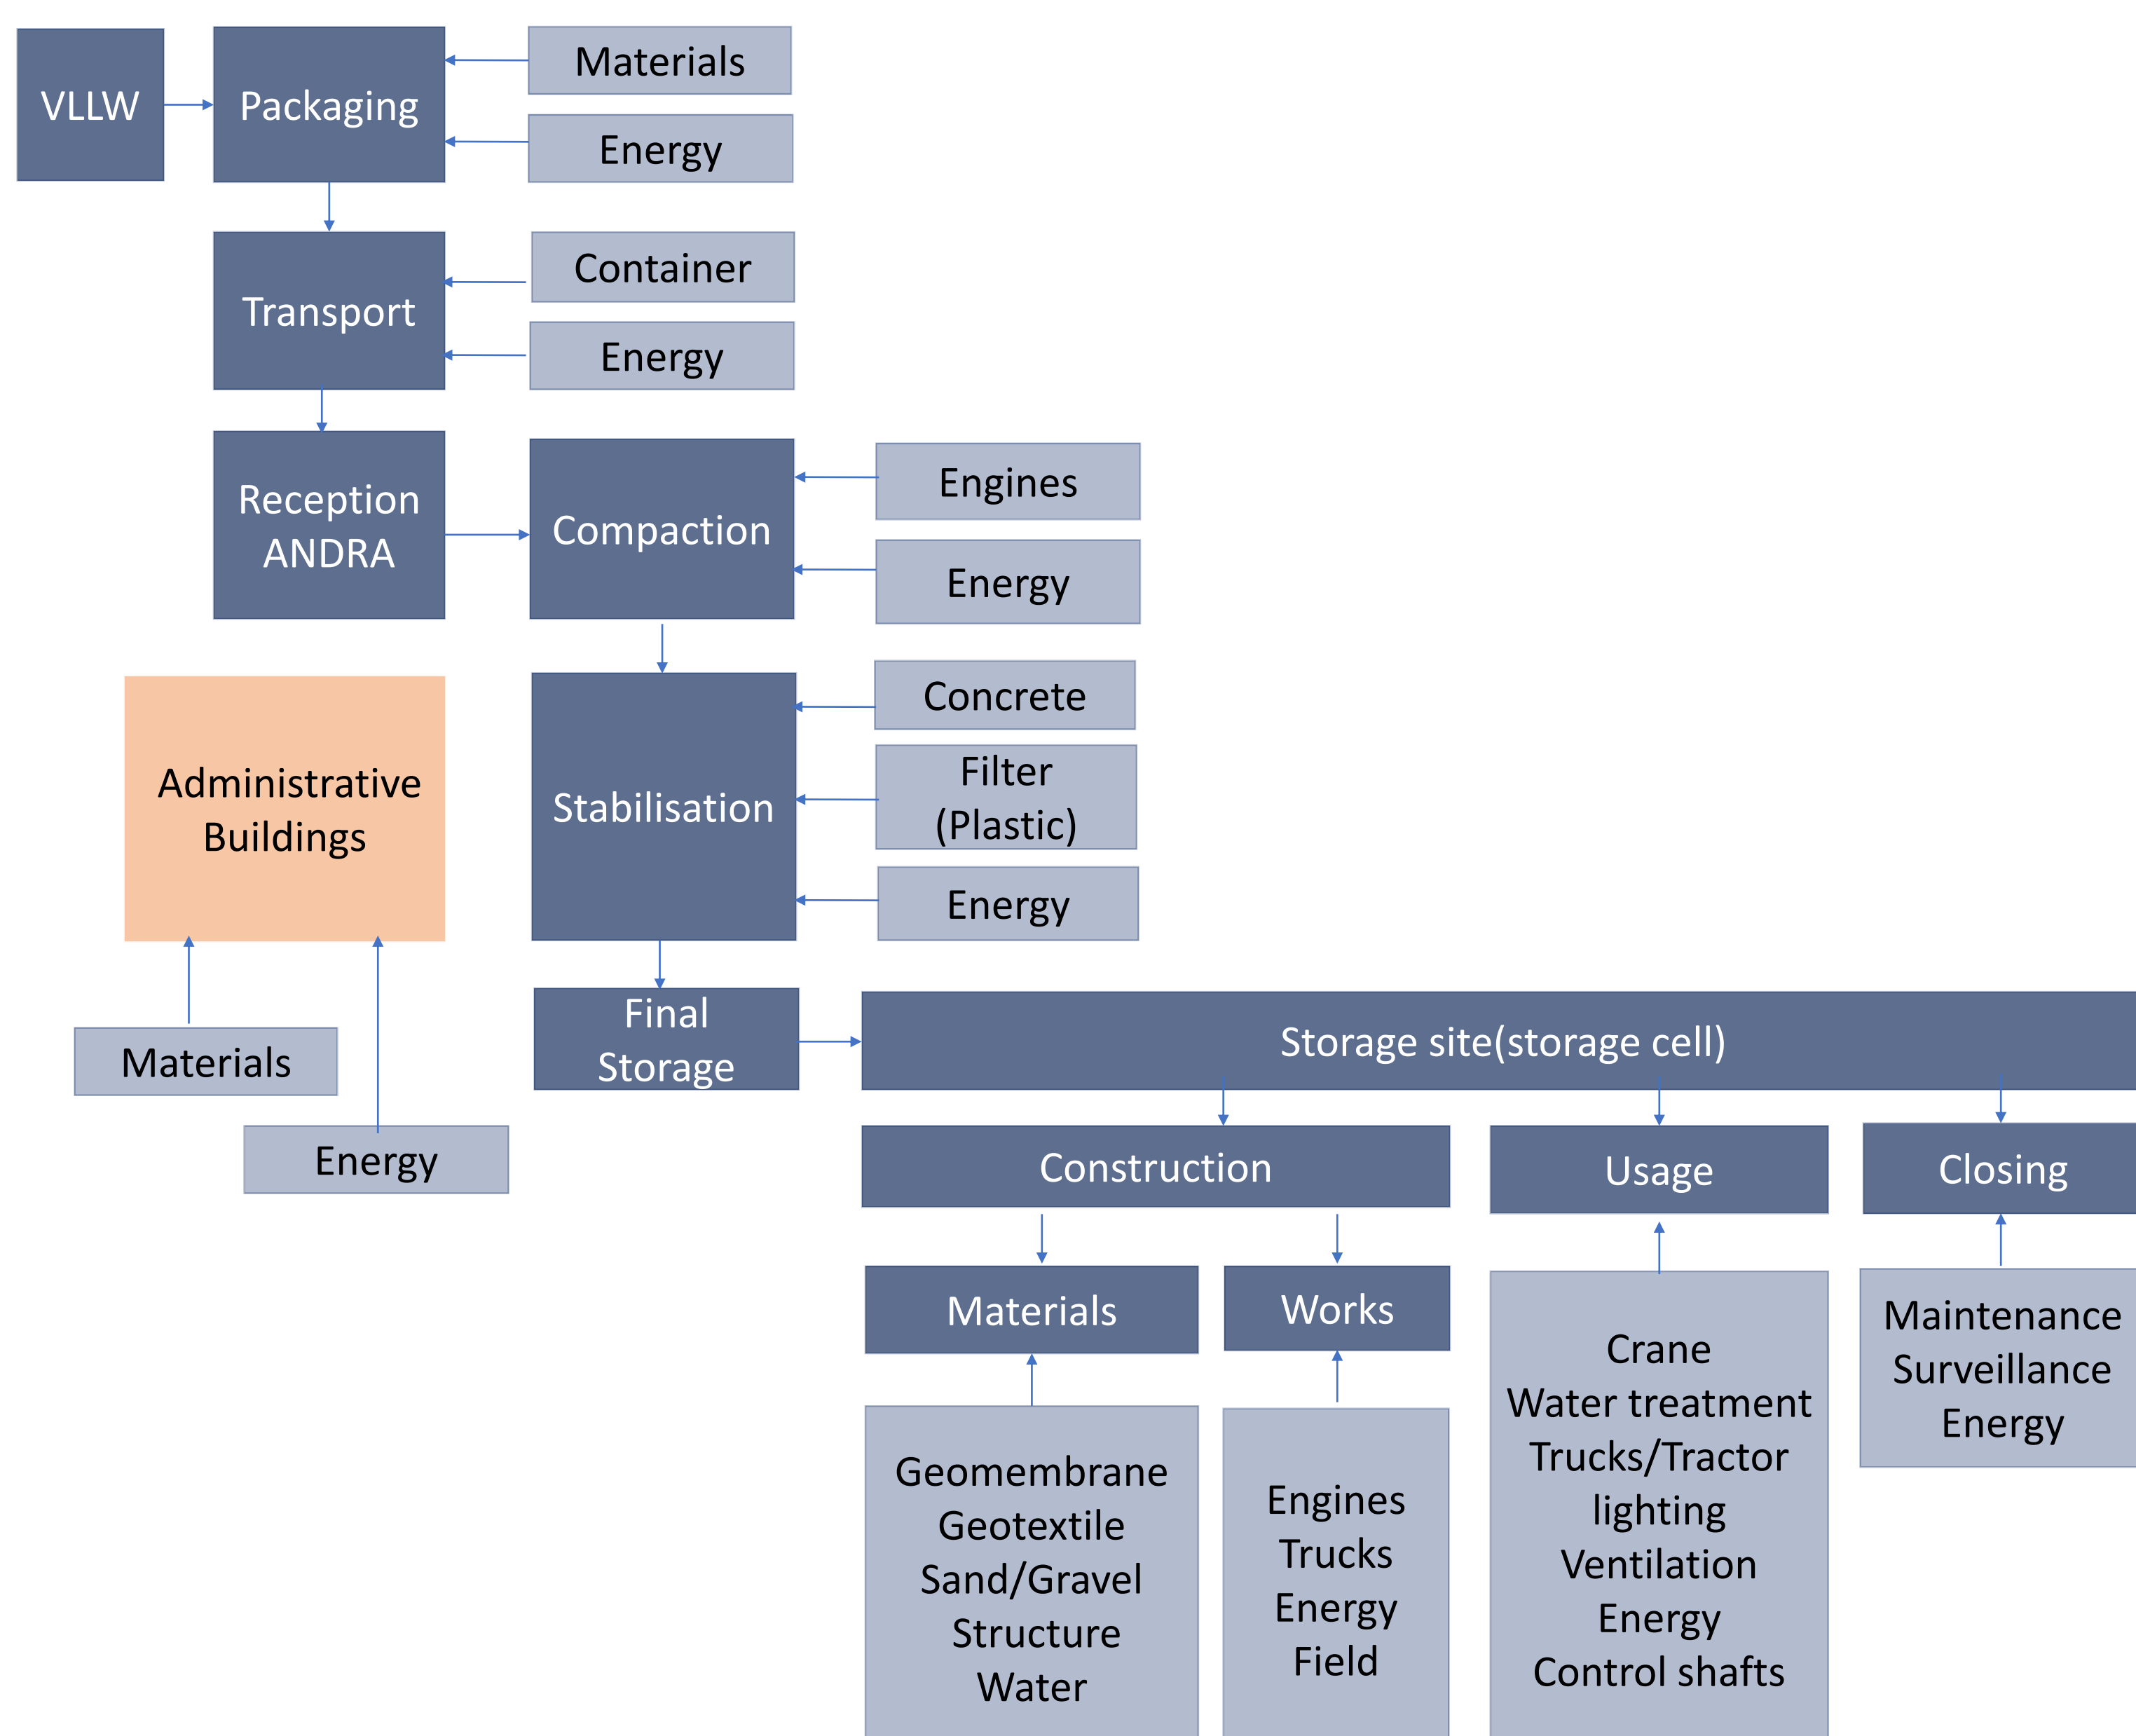 VLLW
Packaging
Materials
Energy
Transport
Container
Energy
Reception
ANDRA
Compaction
Engines
Energy
Administrative
Buildings
Stabilisation
Concrete
Filter
(Plastic)
Energy
Materials
Energy
Final
Storage
Storage site(storage cell)
Construction
Usage
Closing
Materials
Works
Geomembrane
Geotextile
Sand/Gravel
Structure
Water
Engines
Trucks
Energy
Field
Crane
Water treatment
Trucks/Tractor
lighting
Ventilation
Energy
Control shafts
Maintenance
Surveillance
Energy